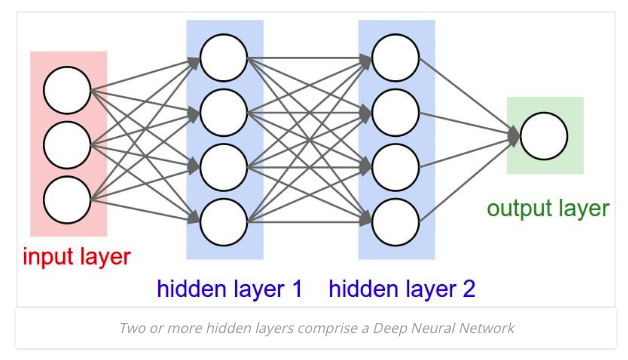 input layer
hidden layer 1
hidden layer 2
output layer
Two or more hidden layers comprise a Deep Neural Network